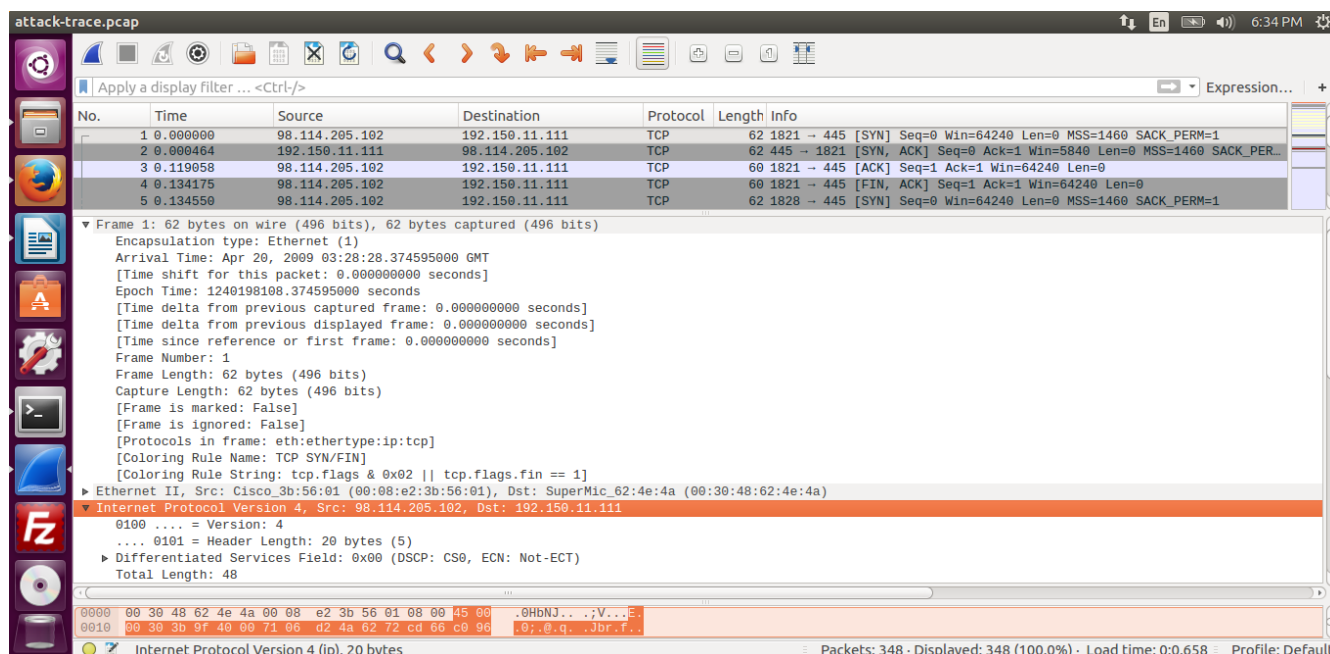 attack-trace.pcap En 6:34 PM
Apply a display filter … <Ctrl-/> Expression… +
No. Time Source Destination Protocol Length Info
1 0.000000 98.114.205.102 192.150.11.111 TCP 62 1821 → 445 [SYN] Seq=0 Win=64240 Len=0 MSS=1460 SACK_PERM=1
2 0.000464 192.150.11.111 98.114.205.102 TCP 62 445 → 1821 [SYN, ACK] Seq=0 Ack=1 Win=5840 Len=0 MSS=1460 SACK_PER…
3 0.119058 98.114.205.102 192.150.11.111 TCP 60 1821 → 445 [ACK] Seq=1 Ack=1 Win=64240 Len=0
4 0.134175 98.114.205.102 192.150.11.111 TCP 60 1821 → 445 [FIN, ACK] Seq=1 Ack=1 Win=64240 Len=0
5 0.134550 98.114.205.102 192.150.11.111 TCP 62 1828 → 445 [SYN] Seq=0 Win=64240 Len=0 MSS=1460 SACK_PERM=1
Frame 1: 62 bytes on wire (496 bits), 62 bytes captured (496 bits)
Encapsulation type: Ethernet (1)
Arrival Time: Apr 20, 2009 03:28:28.374595000 GMT
[Time shift for this packet: 0.000000000 seconds]
Epoch Time: 1240198108.374595000 seconds
[Time delta from previous captured frame: 0.000000000 seconds]
[Time delta from previous displayed frame: 0.000000000 seconds]
[Time since reference or first frame: 0.000000000 seconds]
Frame Number: 1
Frame Length: 62 bytes (496 bits)
Capture Length: 62 bytes (496 bits)
[Frame is marked: False]
[Frame is ignored: False]
[Protocols in frame: eth:ethertype:ip:tcp]
[Coloring Rule Name: TCP SYN/FIN]
[Coloring Rule String: tcp.flags & 0x02 || tcp.flags.fin == 1]
Ethernet II, Src: Cisco_3b:56:01 (00:08:e2:3b:56:01), Dst: SuperMic_62:4e:4a (00:30:48:62:4e:4a)
Internet Protocol Version 4, Src: 98.114.205.102, Dst: 192.150.11.111
0100 .... = Version: 4
.... 0101 = Header Length: 20 bytes (5)
Differentiated Services Field: 0x00 (DSCP: CS0, ECN: Not-ECT)
Total Length: 48
0000 00 30 48 62 4e 4a 00 08 e2 3b 56 01 08 00 45 00 .0HbNJ.. .;V...E.
0010 00 30 3b 9f 40 00 71 06 d2 4a 62 72 cd 66 c0 96 .0;.@.q. .Jbr.f..
Internet Protocol Version 4 (ip), 20 bytes Packets: 348 · Displayed: 348 (100.0%) · Load time: 0:0.658 Profile: Default